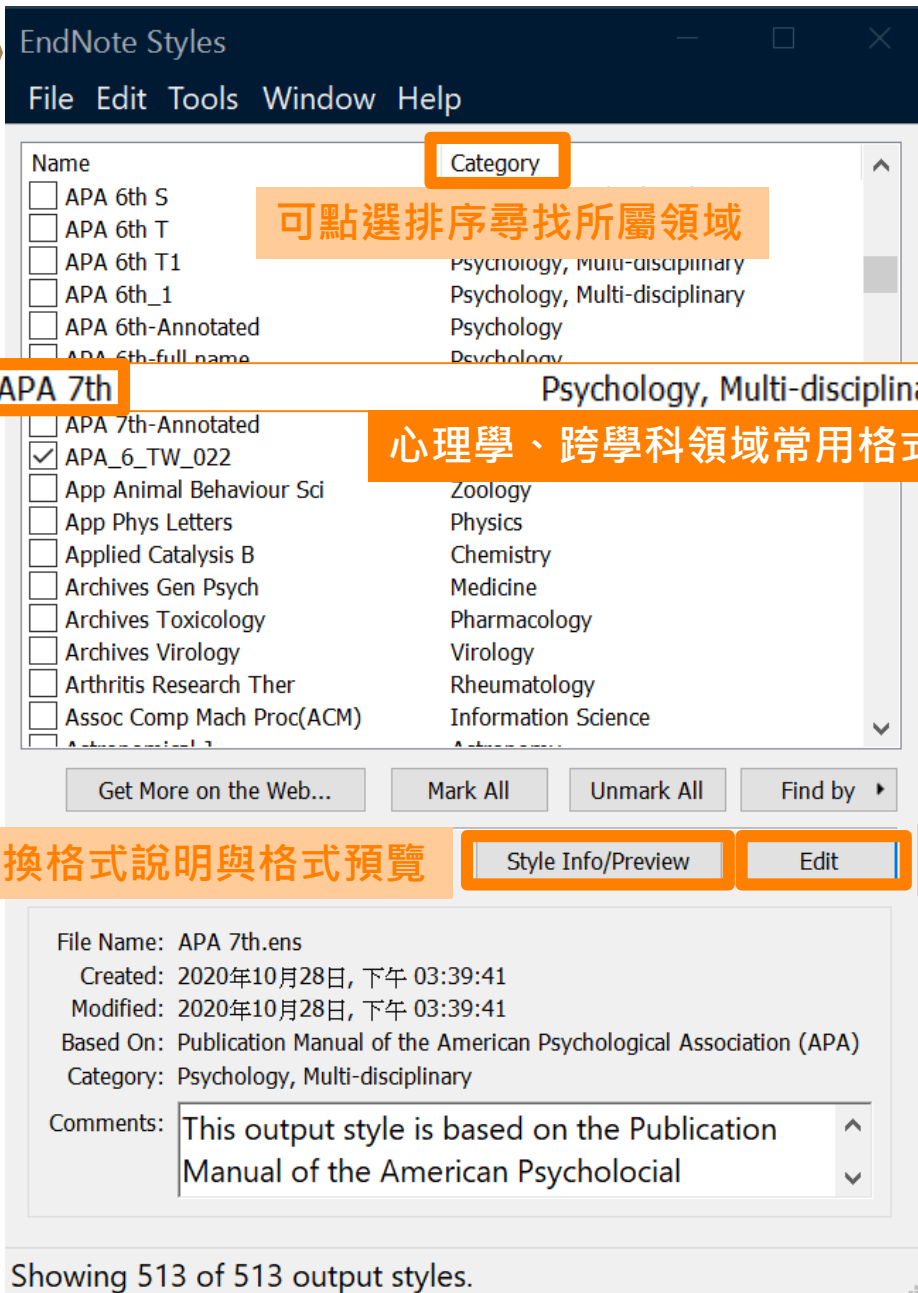 EndNote Styles
File Edit Tools Window Help
Name Category
APA 6th S
可點選排序尋找所屬領域
APA 6th T
APA 6th T1 Psychology, Multi-disciplinary
APA 6th_1 Psychology, Multi-disciplinary
APA 6th-Annotated Psychology
APA 6th-full name Psychology
APA 7th Psychology, Multi-disciplina
APA 7th-Annotated
心理學、跨學科領域常用格式
APA_6_TW_022
App Animal Behaviour Sci Zoology
App Phys Letters Physics
Applied Catalysis B Chemistry
Archives Gen Psych Medicine
Archives Toxicology Pharmacology
Archives Virology Virology
Arthritis Research Ther Rheumatology
Assoc Comp Mach Proc(ACM) Information Science
Get More on the Web... Mark All Unmark All Find by
換格式說明與格式預覽 Style Info/Preview Edit
File Name: APA 7th.ens
Created: 2020年10月28日, 下午 03:39:41
Modified: 2020年10月28日, 下午 03:39:41
Based On: Publication Manual of the American Psychological Association (APA)
Category: Psychology, Multi-disciplinary
Comments: This output style is based on the Publication
Manual of the American Psycholocial
Showing 513 of 513 output styles.